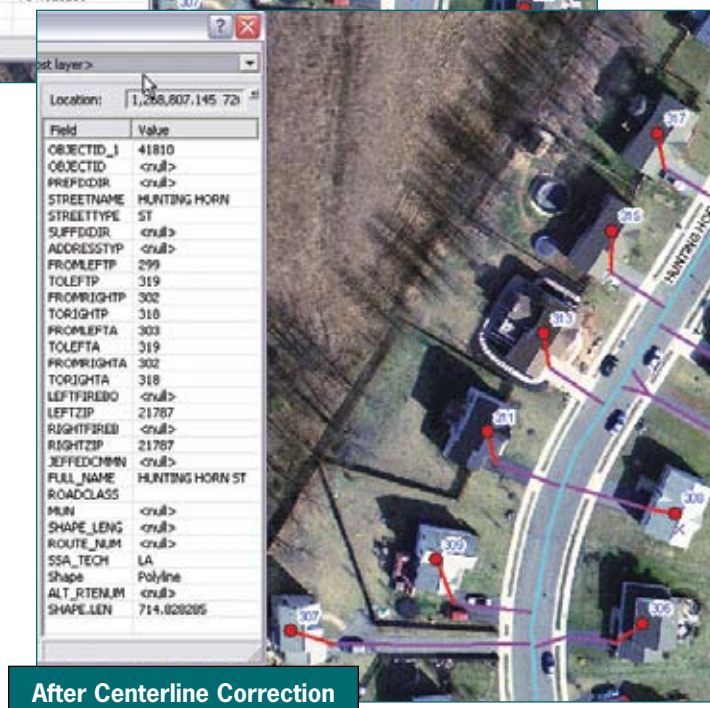 307
? X
ost layer>
Location: 1,268,807.145 72
Field Value
OBJECTID_1 41810
OBJECTID <null>
PREFIXDIR <null>
STREETNAME HUNTING HORN
STREETTYPE ST
SUFFIXDIR <null>
ADDRESSTYP <null>
FROMLEFTP 299
TOLEFTP 319
FROMRIGHTP 302
TORIGHTP 318
FROMLEFTA 303
TOLEFTA 319
FROMRIGHTA 302
TORIGHTA 318
LEFTFIREBO <null>
LEFTZIP 21787
RIGHTFIREB <null>
RIGHTZIP 21787
JEFFEDCMMN <null>
FULL_NAME HUNTING HORN ST
ROADCLASS
MUN <null>
SHAPE_LENG <null>
ROUTE_NUM <null>
SSA_TECH LA
Shape Polyline
ALT_RTENUM <null>
SHAPE.LEN 714.828285
317
315
HUNTING HOR
313
311
308
309
307
306
After Centerline Correction